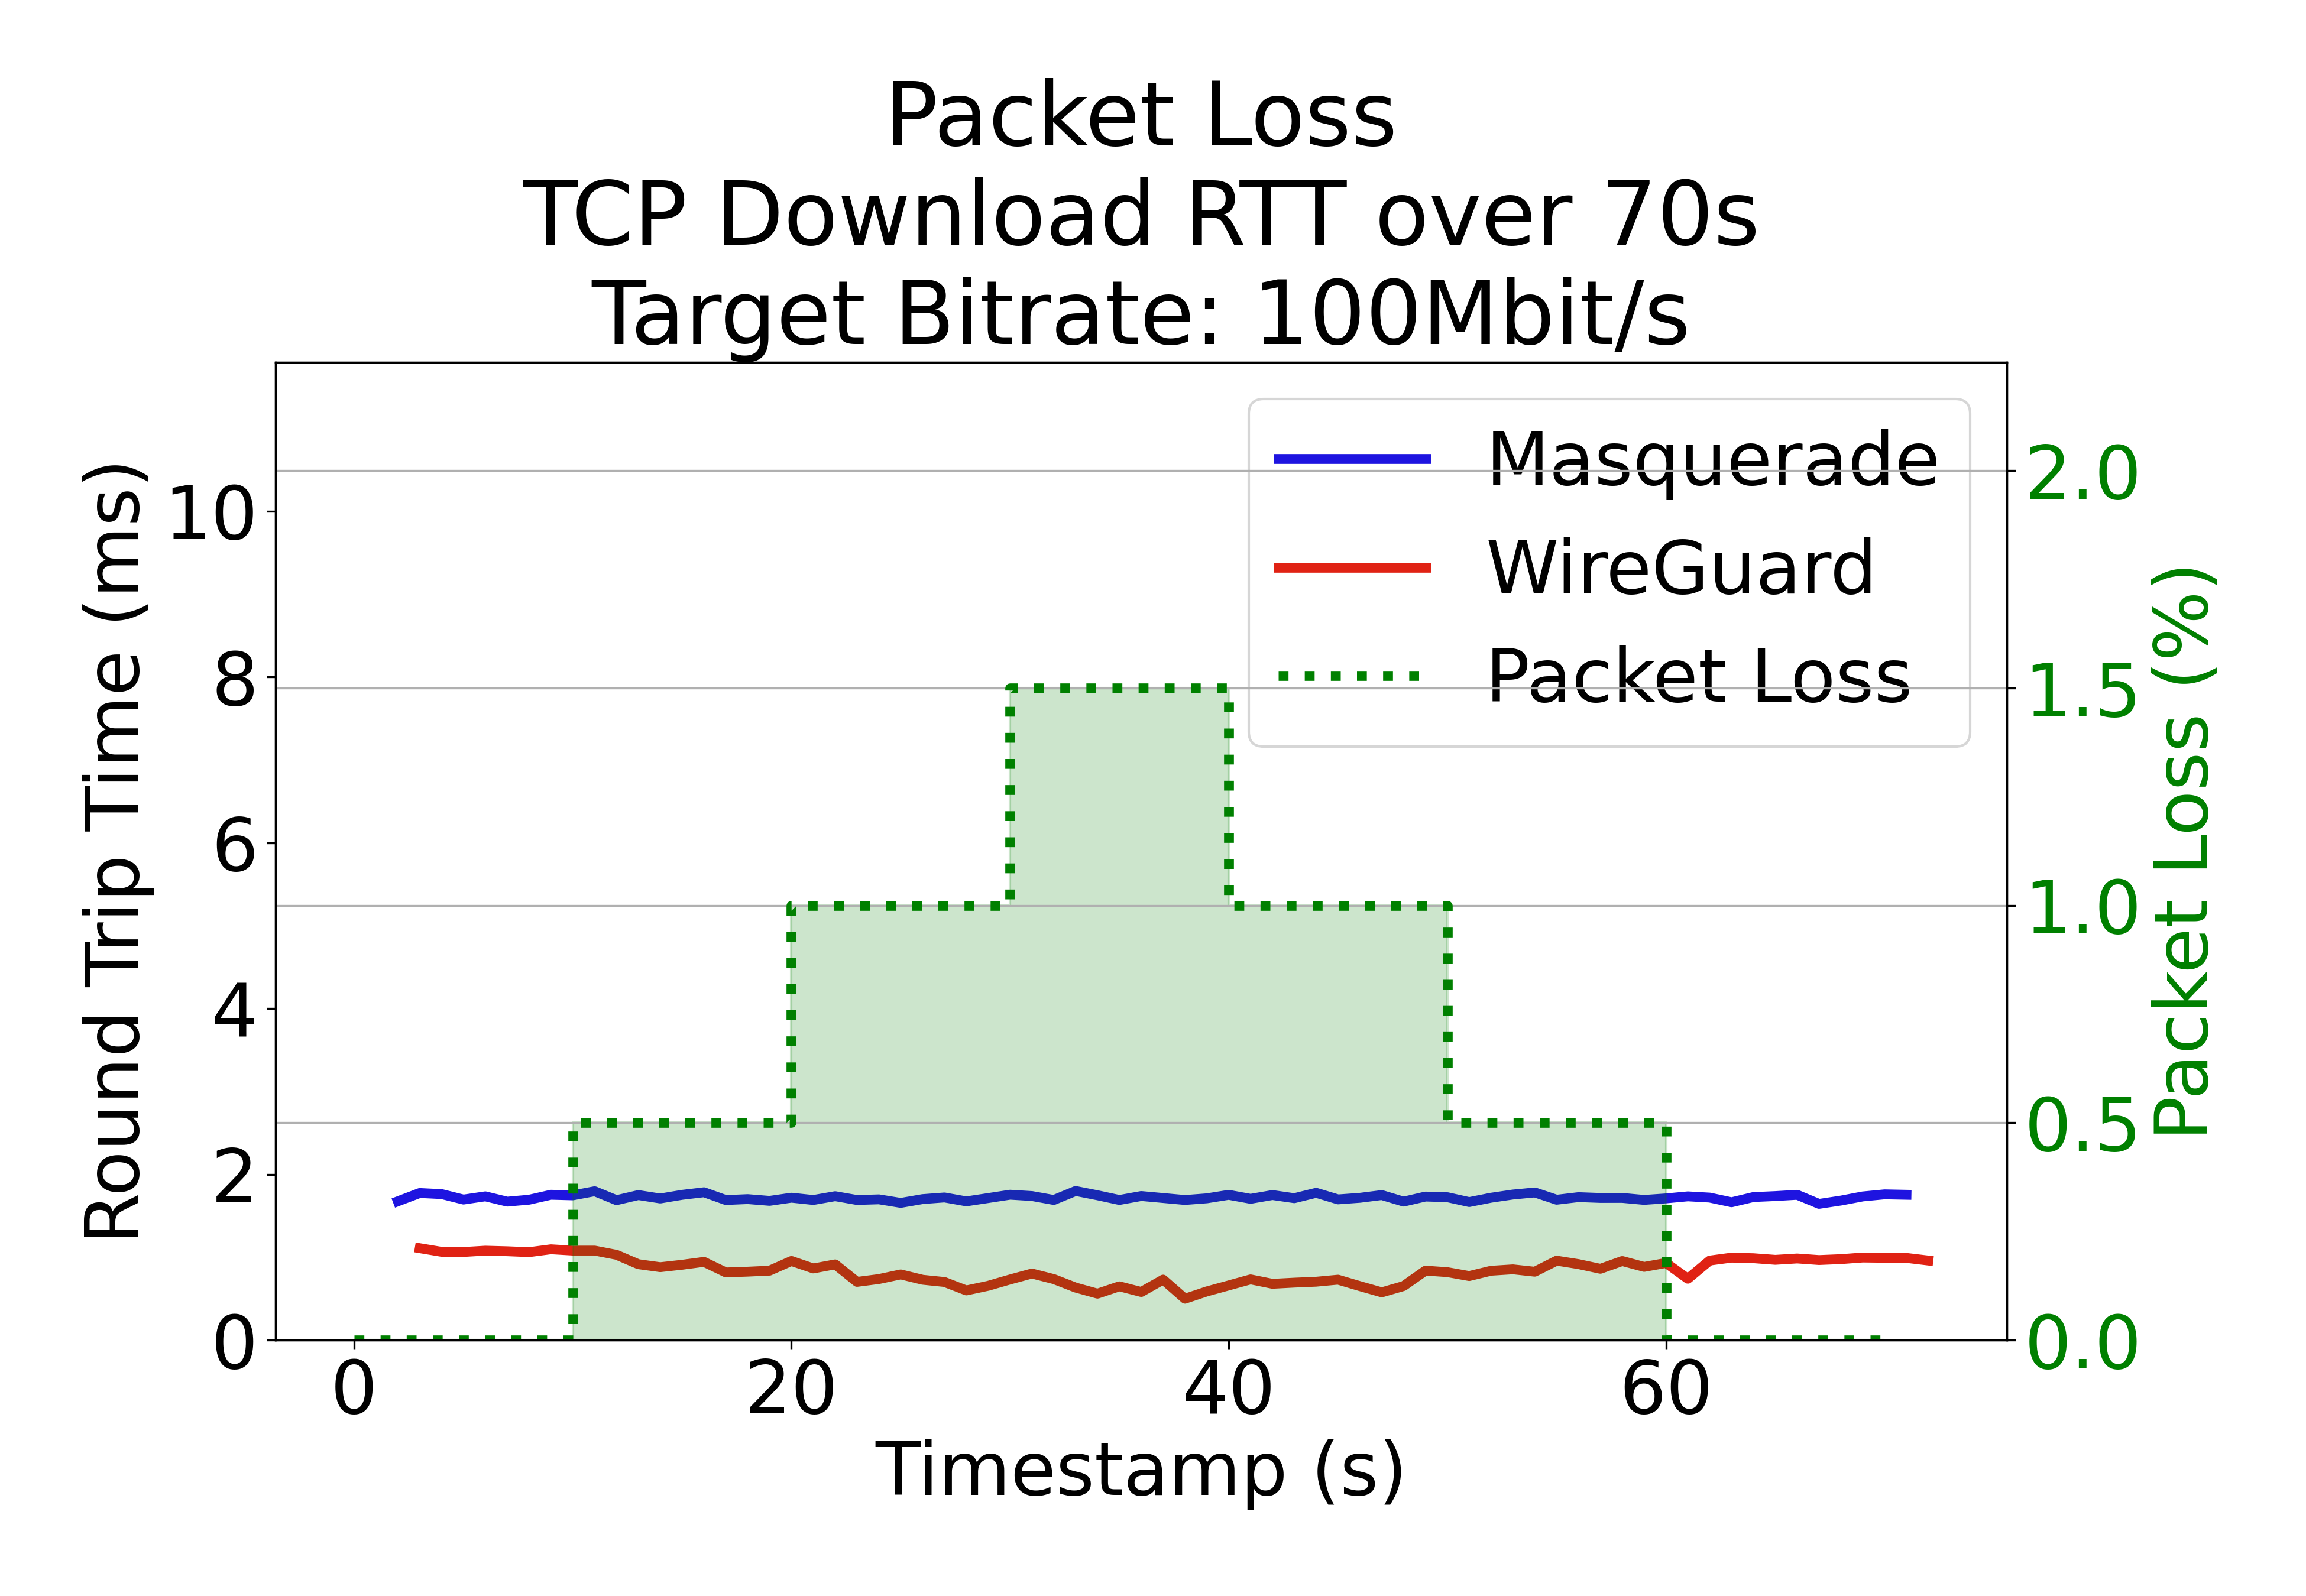 Packet Loss
TCP Download RTT over 70s
Target Bitrate: 100Mbit/s
Masquerade
WireGuard
Packet Loss
Round Trip Time (ms)
10
8
6
4
2
0
2.0
1.5
1.0
0.5
0.0
Packet Loss (%)
0 20 40 60
Timestamp (s)